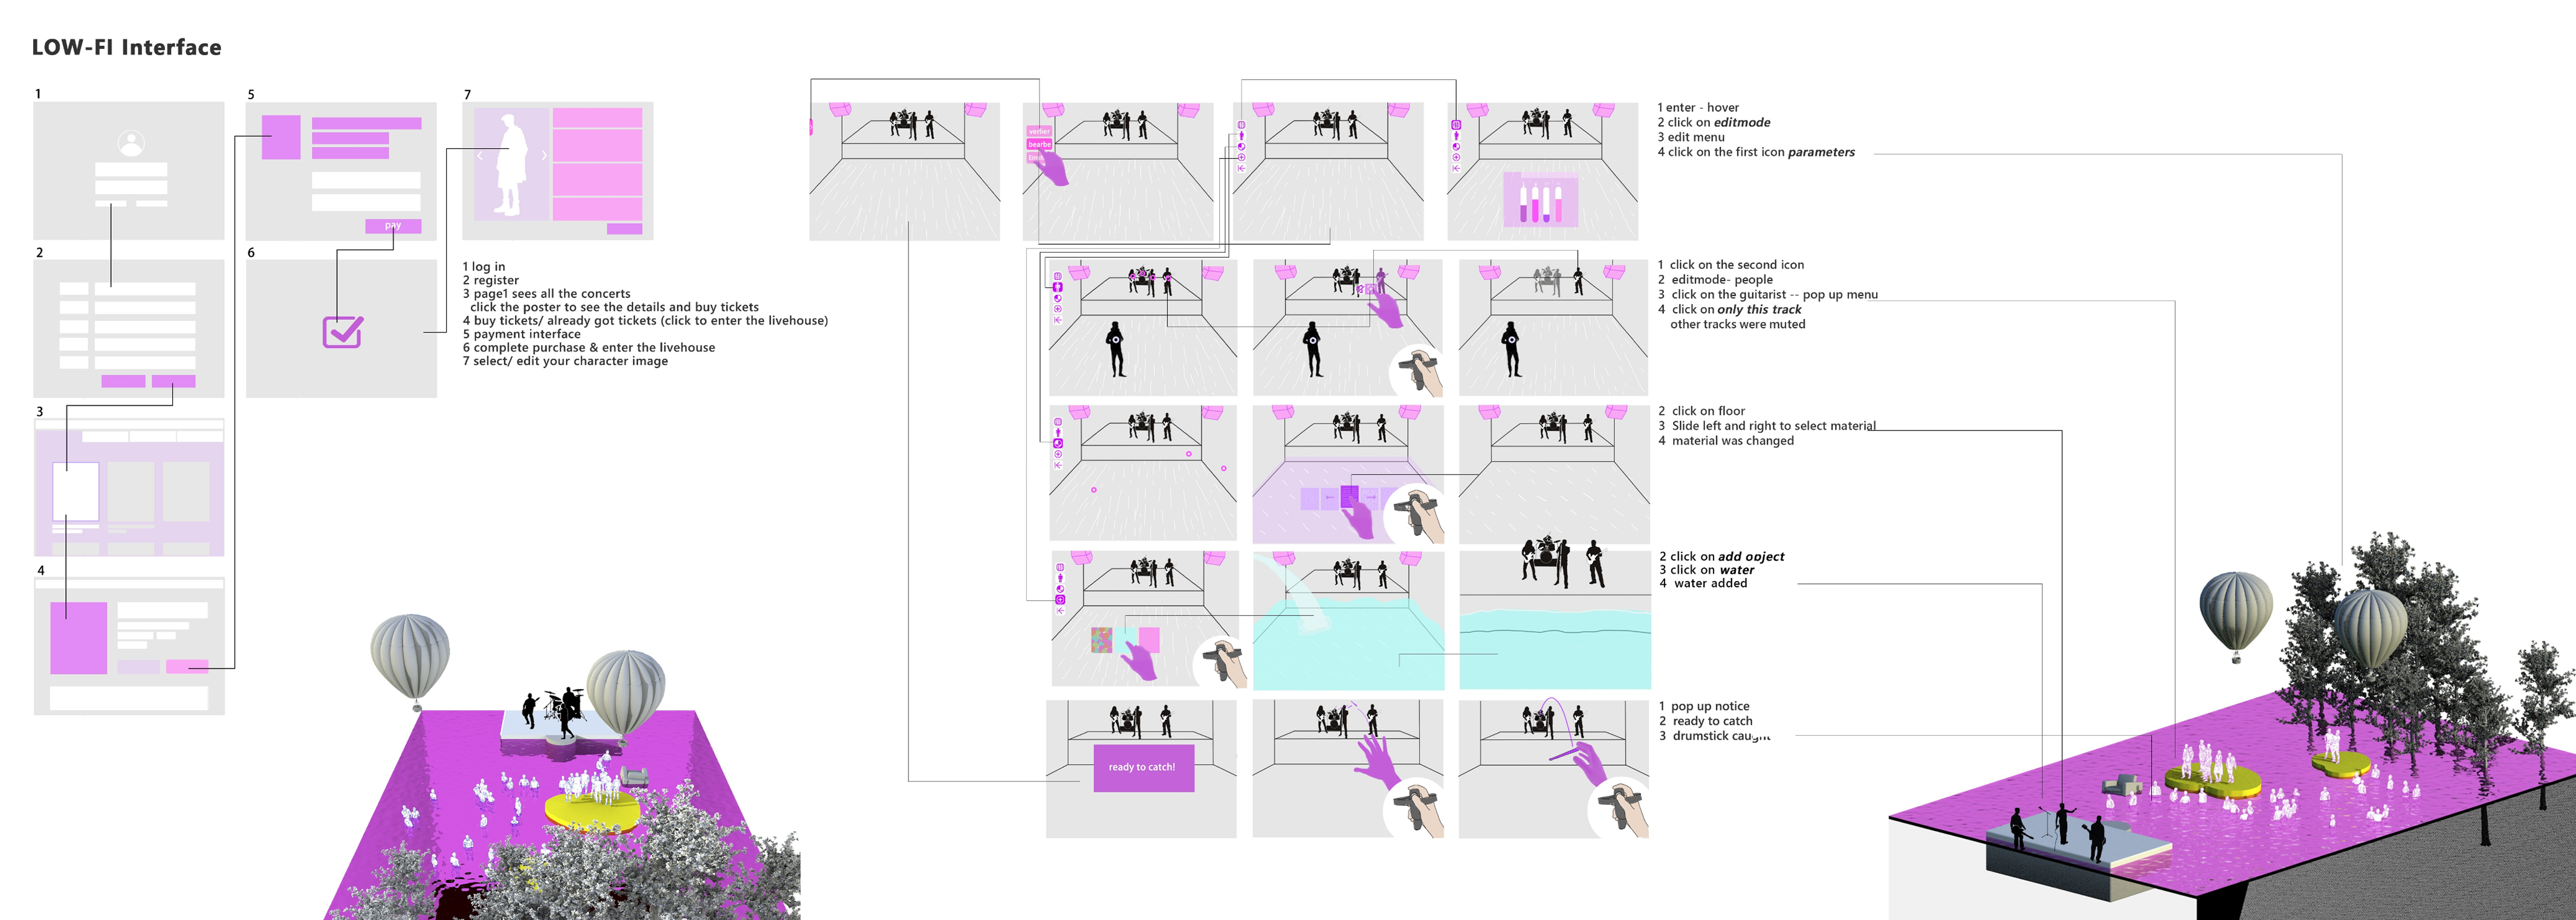 LOW-FI Interface
1
5
7
pay
2
6
3
4
1 log in
2 register
3 page1 sees all the concerts
click the poster to see the details and buy tickets
4 buy tickets/ already got tickets (click to enter the livehouse)
5 payment interface
6 complete purchase & enter the livehouse
7 select/ edit your character image
verlier
bearbe
1 enter - hover
2 click on editmode
3 edit menu
4 click on the first icon parameters
1 click on the second icon
2 editmode- people
3 click on the guitarist -- pop up menu
4 click on only this track
other tracks were muted
2 click on floor
3 Slide left and right to select material
4 material was changed
2 click on add object
3 click on water
4 water added
ready to catch!
1 pop up notice
2 ready to catch
3 drumstick caught